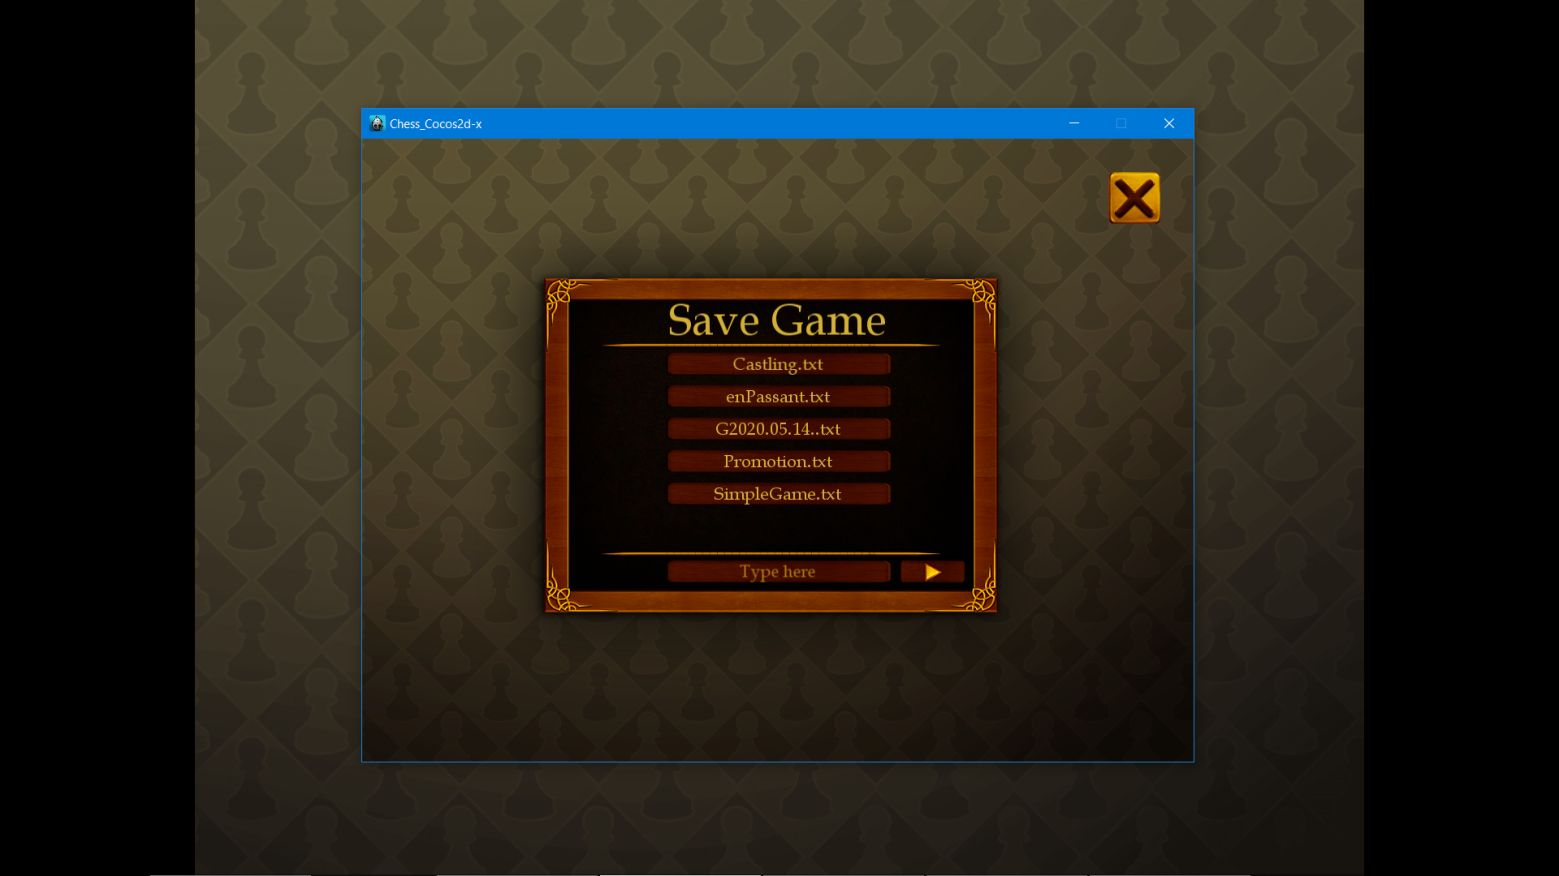 Chess_Cocos2d-x
Save Game
Castling.txt
enPassant.txt
G2020.05.14..txt
Promotion.txt
SimpleGame.txt
Type here